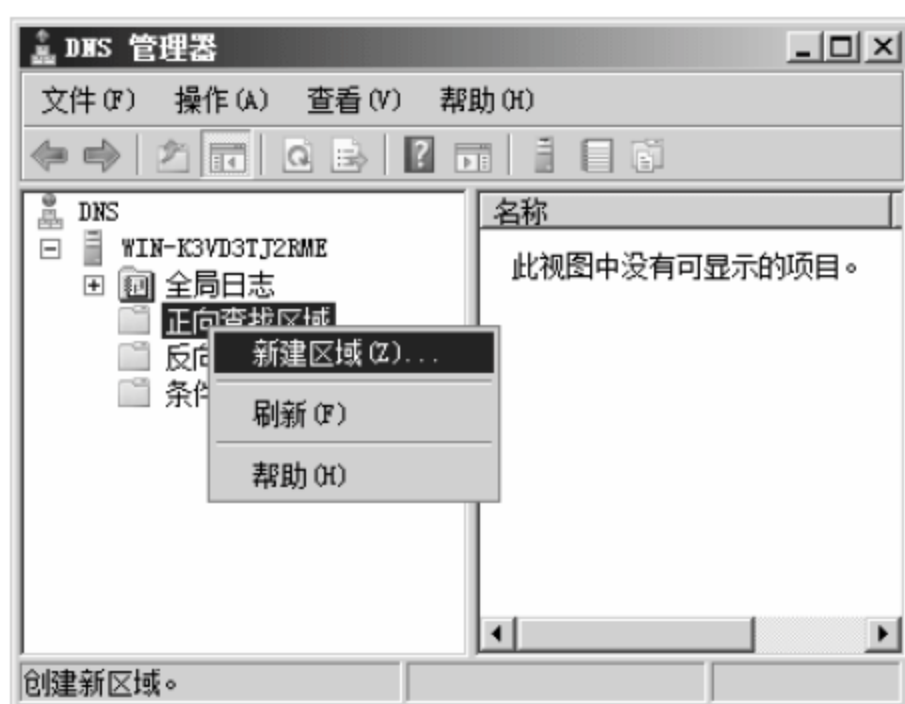 DNS 管理器
文件(F) 操作(A) 查看(V) 帮助(H)
DNS
WIN-K3VD3TJ2RME
全局日志
正向查找区域
反向
条件
新建区域(Z)...
刷新(F)
帮助(H)
名称
此视图中没有可显示的项目。
创建新区域。